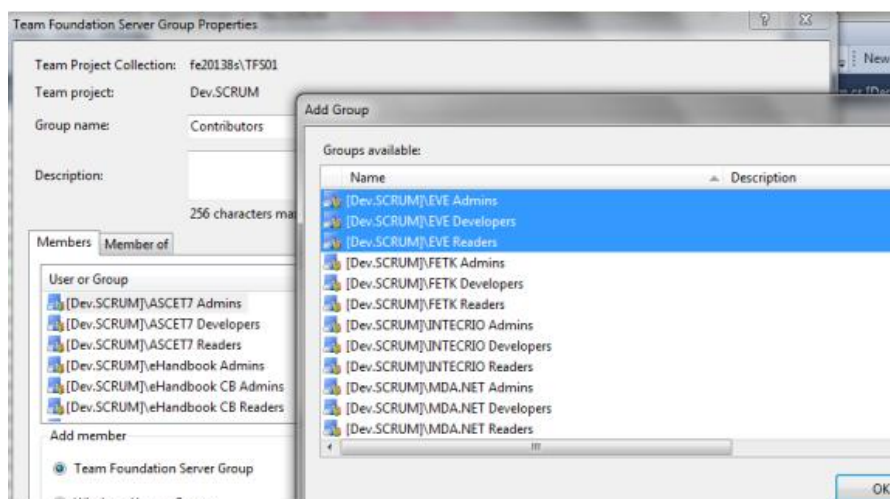 Team Foundation Server Group Properties
New
Team Project Collection: fe20138s\TFS01
Team project: Dev.SCRUM
Group name: Contributors
Description:
256 characters
Members Member of
User or Group
[Dev.SCRUM]\ASCET7 Admins
[Dev.SCRUM]\ASCET7 Developers
[Dev.SCRUM]\ASCET7 Readers
[Dev.SCRUM]\eHandbook Admins
[Dev.SCRUM]\eHandbook CB Admins
[Dev.SCRUM]\eHandbook CB Readers
Add member
Team Foundation Server Group
Add Group
Groups available:
Name Description
[Dev.SCRUM]\EVE Admins
[Dev.SCRUM]\EVE Developers
[Dev.SCRUM]\EVE Readers
[Dev.SCRUM]\FETK Admins
[Dev.SCRUM]\FETK Developers
[Dev.SCRUM]\FETK Readers
[Dev.SCRUM]\INTECRIO Admins
[Dev.SCRUM]\INTECRIO Developers
[Dev.SCRUM]\INTECRIO Readers
[Dev.SCRUM]\MDA.NET Admins
[Dev.SCRUM]\MDA.NET Developers
[Dev.SCRUM]\MDA.NET Readers
OK